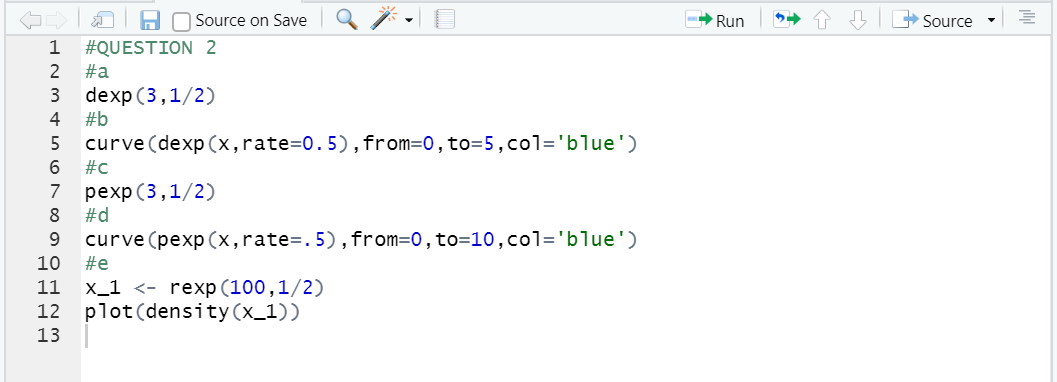 Source on Save Run Source
1 #QUESTION 2
2 #a
3 dexp(3,1/2)
4 #b
5 curve(dexp(x,rate=0.5),from=0,to=5,col='blue')
6 #c
7 pexp(3,1/2)
8 #d
9 curve(pexp(x,rate=.5),from=0,to=10,col='blue')
10 #e
11 x_1 <- rexp(100,1/2)
12 plot(density(x_1))
13